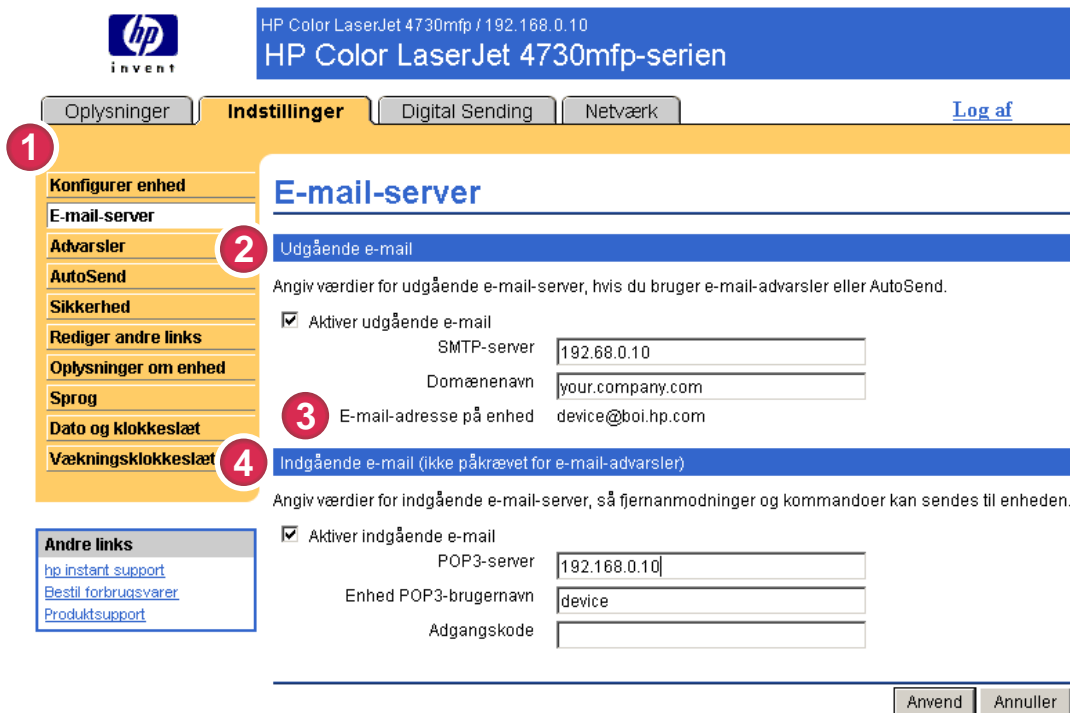 hp
invent
HP Color LaserJet 4730mfp / 192.168.0.10
HP Color LaserJet 4730mfp-serien
Oplysninger
Indstillinger
Digital Sending
Netværk
Log af
1
Konfigurer enhed
E-mail-server
Advarsler
AutoSend
Sikkerhed
Rediger andre links
Oplysninger om enhed
Sprog
Dato og klokkeslæt
Vækningsklokkeslæt
Andre links
hp instant support
Bestil forbrugsvarer
Produktsupport
E-mail-server
2
Udgående e-mail
Angiv værdier for udgående e-mail-server, hvis du bruger e-mail-advarsler eller AutoSend.
Aktiver udgående e-mail
SMTP-server 192.68.0.10
Domænenavn your.company.com
3
E-mail-adresse på enhed device@boi.hp.com
4
Indgående e-mail (ikke påkrævet for e-mail-advarsler)
Angiv værdier for indgående e-mail-server, så fjernanmodninger og kommandoer kan sendes til enheden.
Aktiver indgående e-mail
POP3-server 192.168.0.10
Enhed POP3-brugernavn device
Adgangskode
Anvend
Annuller